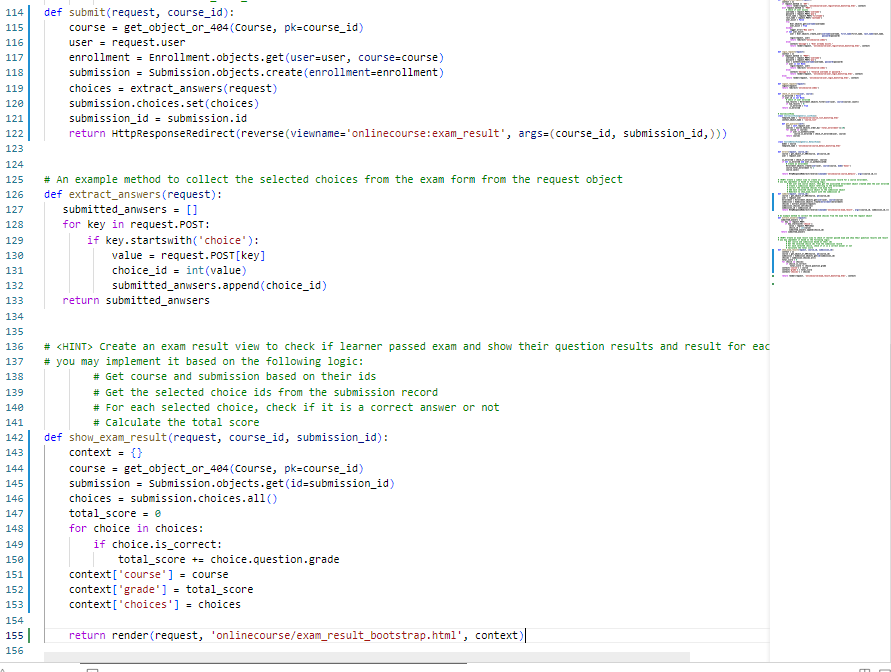 114 def submit(request, course_id):
115     course = get_object_or_404(Course, pk=course_id)
116     user = request.user
117     enrollment = Enrollment.objects.get(user=user, course=course)
118     submission = Submission.objects.create(enrollment=enrollment)
119     choices = extract_answers(request)
120     submission.choices.set(choices)
121     submission_id = submission.id
122     return HttpResponseRedirect(reverse(viewname='onlinecourse:exam_result', args=(course_id, submission_id,)))
123
124
125 # An example method to collect the selected choices from the exam form from the request object
126 def extract_answers(request):
127    submitted_anwsers = []
128    for key in request.POST:
129        if key.startswith('choice'):
130            value = request.POST[key]
131            choice_id = int(value)
132            submitted_anwsers.append(choice_id)
133    return submitted_anwsers
134
135
136 # <HINT> Create an exam result view to check if learner passed exam and show their question results and result for eac
137 # you may implement it based on the following logic:
138         # Get course and submission based on their ids
139         # Get the selected choice ids from the submission record
140         # For each selected choice, check if it is a correct answer or not
141         # Calculate the total score
142 def show_exam_result(request, course_id, submission_id):
143     context = {}
144     course = get_object_or_404(Course, pk=course_id)
145     submission = Submission.objects.get(id=submission_id)
146     choices = submission.choices.all()
147     total_score = 0
148     for choice in choices:
149         if choice.is_correct:
150             total_score += choice.question.grade
151     context['course'] = course
152     context['grade'] = total_score
153     context['choices'] = choices
154
155     return render(request, 'onlinecourse/exam_result_bootstrap.html', context)
156